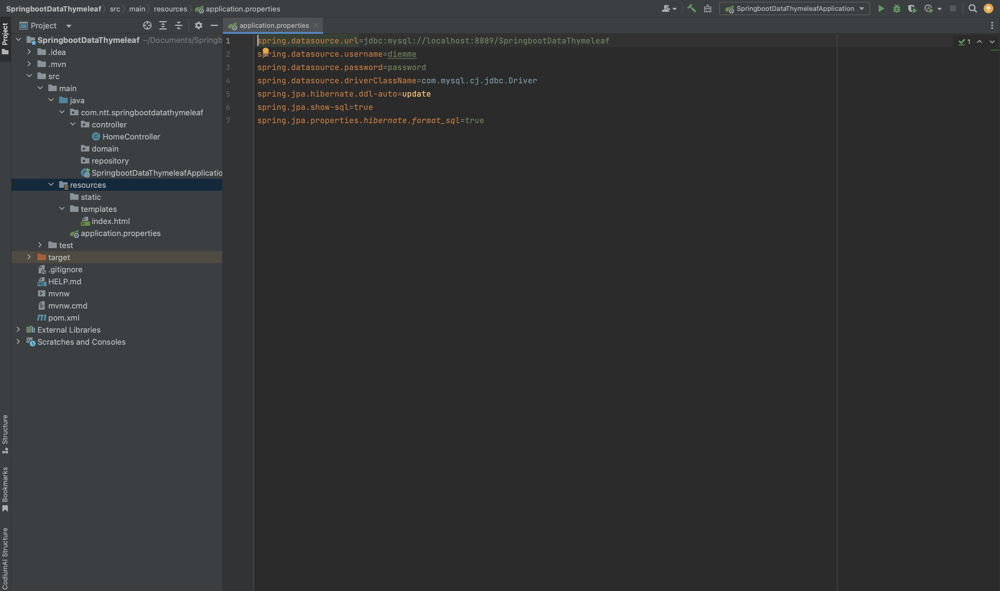 SpringbootDataThymeleaf src main resources application.properties
SpringbootDataThymeleafApplication
Project
Project
application.properties
SpringbootDataThymeleaf ~/Documents/Springb
.idea
.mvn
src
main
java
com.ntt.springbootdatathymeleaf
controller
HomeController
domain
repository
SpringbootDataThymeleafApplicatio
resources
static
templates
index.html
application.properties
test
target
.gitignore
HELP.md
mvnw
mvnw.cmd
pom.xml
External Libraries
Scratches and Consoles
Structure
Bookmarks
CodiumAI Structure
1 spring.datasource.url=jdbc:mysql://localhost:8889/SpringbootDataThymeleaf
2 spring.datasource.username=diemme
3 spring.datasource.password=password
4 spring.datasource.driverClassName=com.mysql.cj.jdbc.Driver
5 spring.jpa.hibernate.ddl-auto=update
6 spring.jpa.show-sql=true
7 spring.jpa.properties.hibernate.format_sql=true
1